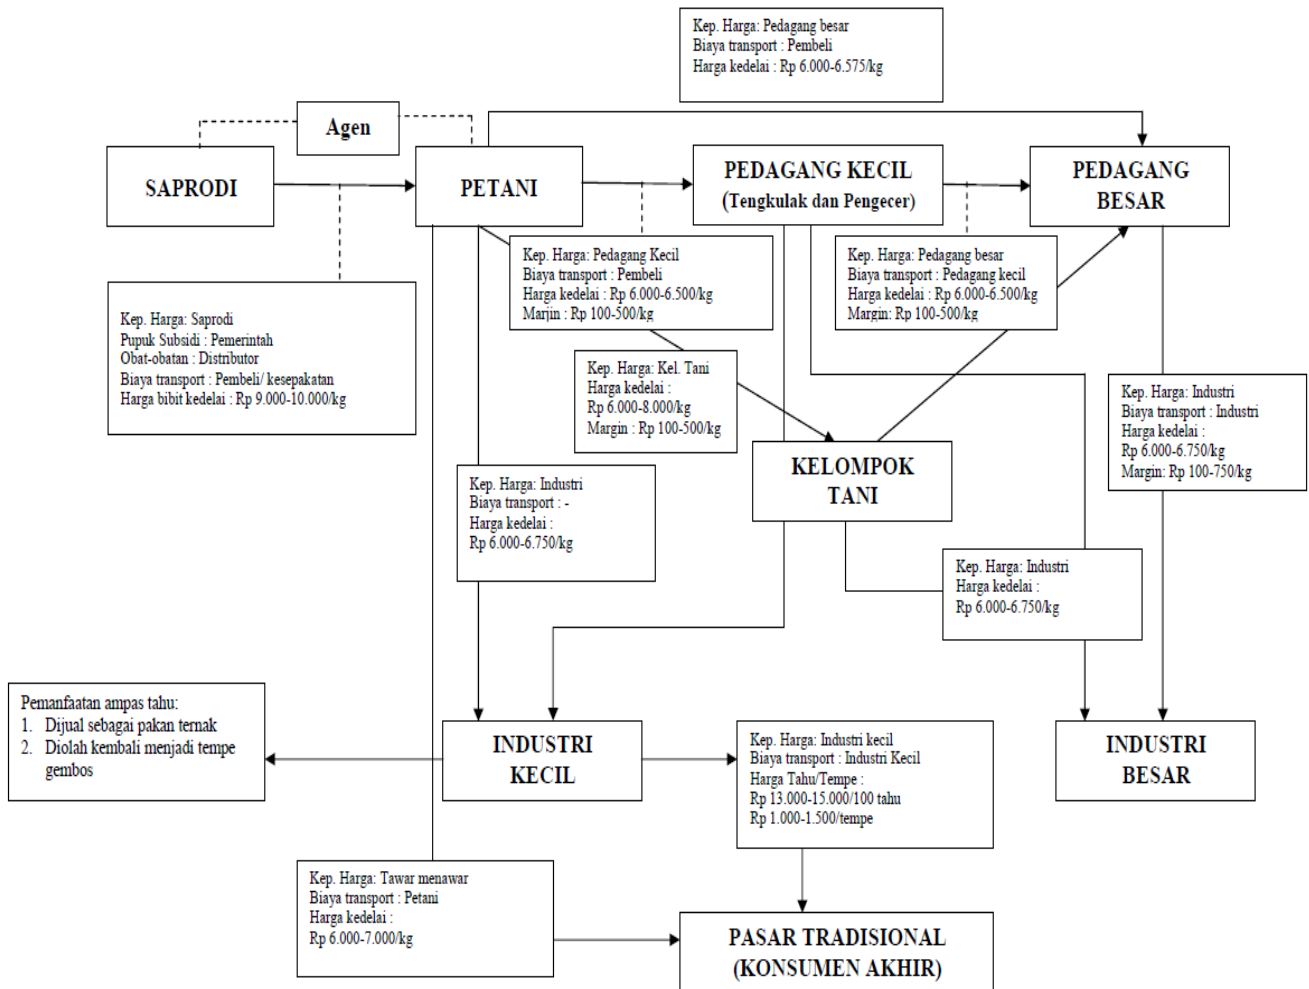 Kep. Harga: Pedagang besar
Biaya transport : Pembeli
Harga kedelai : Rp 6.000-6.575/kg
Agen
SAPRODI
PETANI
PEDAGANG KECIL
(Tengkulak dan Pengecer)
PEDAGANG
BESAR
Kep. Harga: Pedagang Kecil
Biaya transport : Pembeli
Harga kedelai : Rp 6.000-6.500/kg
Marjin : Rp 100-500/kg
Kep. Harga: Pedagang besar
Biaya transport : Pedagang kecil
Harga kedelai : Rp 6.000-6.500/kg
Margin: Rp 100-500/kg
Kep. Harga: Saprodi
Pupuk Subsidi : Pemerintah
Obat-obatan : Distributor
Biaya transport : Pembeli/ kesepakatan
Harga bibit kedelai : Rp 9.000-10.000/kg
Kep. Harga: Kel. Tani
Harga kedelai :
Rp 6.000-8.000/kg
Margin : Rp 100-500/kg
Kep. Harga: Industri
Biaya transport : Industri
Harga kedelai :
Rp 6.000-6.750/kg
Margin: Rp 100-750/kg
KELOMPOK
TANI
Kep. Harga: Industri
Biaya transport : -
Harga kedelai :
Rp 6.000-6.750/kg
Kep. Harga: Industri
Harga kedelai :
Rp 6.000-6.750/kg
Pemanfaatan ampas tahu:
1. Dijual sebagai pakan ternak
2. Diolah kembali menjadi tempe
gembos
INDUSTRI
KECIL
Kep. Harga: Industri kecil
Biaya transport : Industri Kecil
Harga Tahu/Tempe :
Rp 13.000-15.000/100 tahu
Rp 1.000-1.500/tempe
INDUSTRI
BESAR
Kep. Harga: Tawar menawar
Biaya transport : Petani
Harga kedelai :
Rp 6.000-7.000/kg
PASAR TRADISIONAL
(KONSUMEN AKHIR)